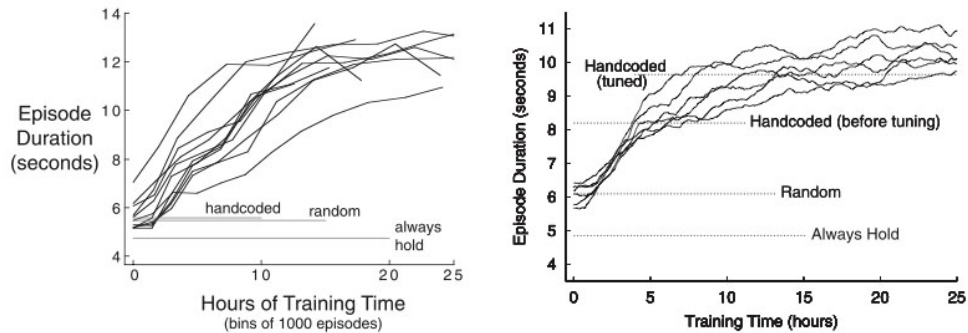 14
12
10
8
6
4
Episode
Duration
(seconds)
handcoded
random
always
hold
0 10 20 25
Hours of Training Time
(bins of 1000 episodes)
11
10
9
8
7
6
5
4
Episode Duration (seconds)
Handcoded
(tuned)
Handcoded (before tuning)
Random
Always Hold
0 5 10 15 20 25
Training Time (hours)